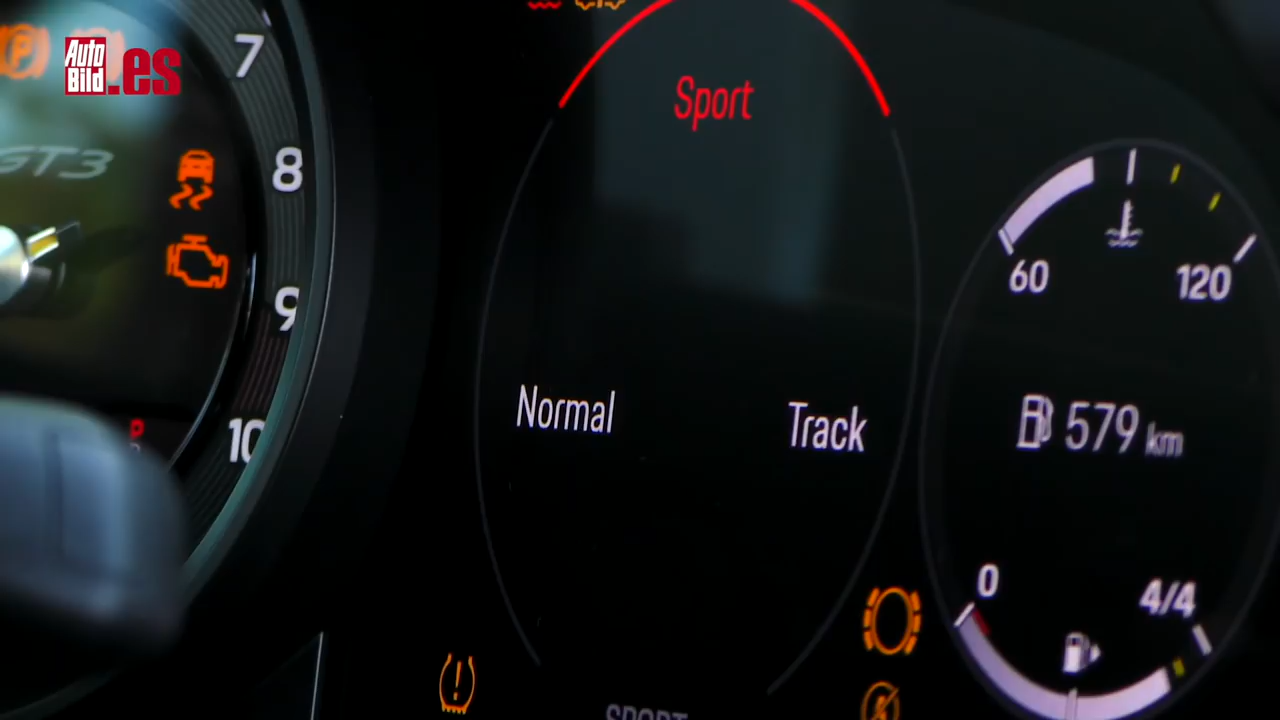 Auto
Bild
.es
GT3
7
8
9
10
Sport
Normal
Track
SPORT
60
120
579 km
0
4/4